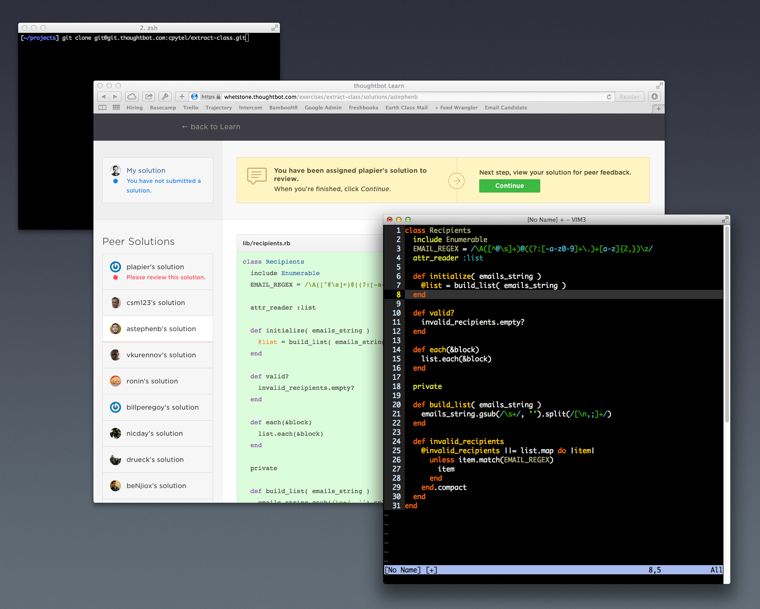 2. zsh
[~/projects] git clone git@git.thoughtbot.com:cpytel/extract-class.git
thoughtbot Learn
https whetstone.thoughtbot.com/exercises/extract-class/solutions/astephenb
Reader
Hiring Basecamp Trello Trajectory Intercom BambooHR Google Admin freshbooks Earth Class Mail + Feed Wrangler Email Candidate
← back to Learn
My solution
You have not submitted a
solution.
You have been assigned plapier's solution to
review.
When you're finished, click Continue.
Next step, view your solution for peer feedback.
Continue
Peer Solutions
plapier's solution
Please review this solution.
csm123's solution
astephenb's solution
vkurennov's solution
ronin's solution
billperegoy's solution
nicday's solution
drueck's solution
beNjiox's solution
lib/recipients.rb
class Recipients
include Enumerable
EMAIL_REGEX = /\A([^@\s]+)@((?:[-a
attr_reader :list
def initialize( emails_string )
@list = build_list( emails_string
end
def valid?
invalid_recipients.empty?
end
def each(&block)
list.each(&block)
end
private
def build_list( emails_string )
[No Name] + - VIM3
1 class Recipients
2 include Enumerable
3 EMAIL_REGEX = /\A([^@\s]+)@((?:[-a-z0-9]+\.)+[a-z]{2,})\z/
4 attr_reader :list
5
6 def initialize( emails_string )
7 @list = build_list( emails_string )
8 end
9
10 def valid?
11 invalid_recipients.empty?
12 end
13
14 def each(&block)
15 list.each(&block)
16 end
17
18 private
19
20 def build_list( emails_string )
21 emails_string.gsub(/\s+/, '').split(/[\n,;]+/)
22 end
23
24 def invalid_recipients
25 @invalid_recipients ||= list.map do |item|
26 unless item.match(EMAIL_REGEX)
27 item
28 end
29 end.compact
30 end
31 end
~
~
~
~
[No Name] [+] 8,5 All